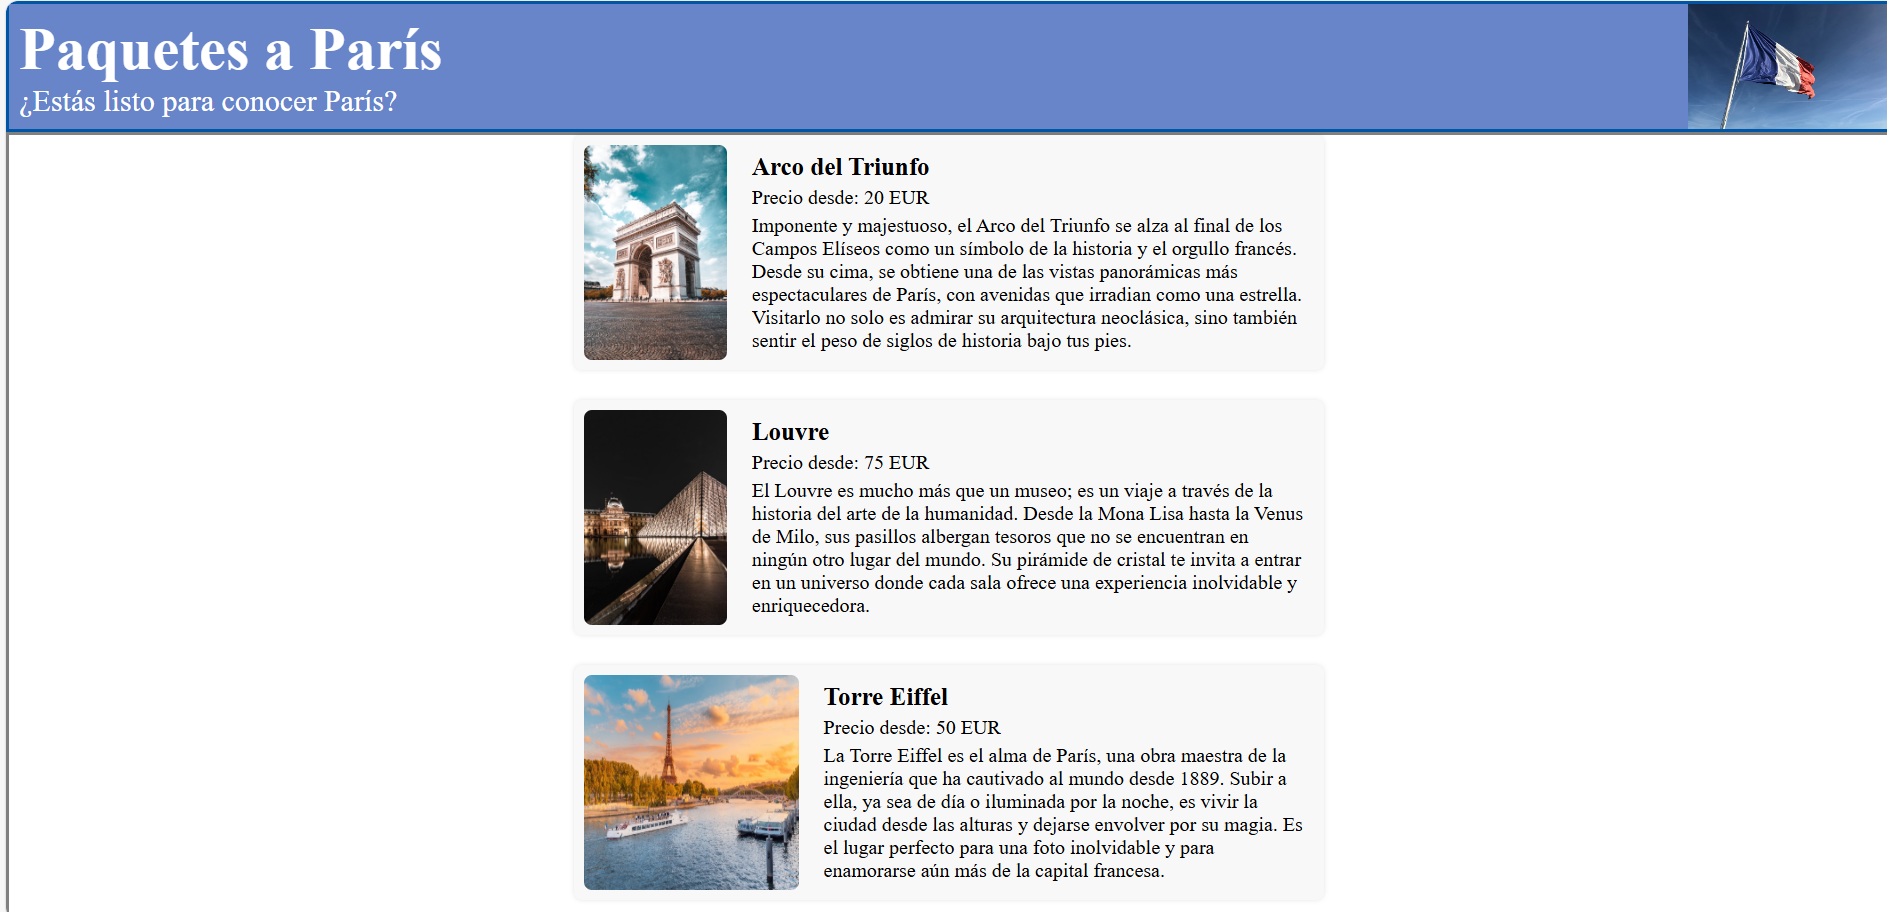 Paquetes a París
¿Estás listo para conocer París?
Arco del Triunfo
Precio desde: 20 EUR
Imponente y majestuoso, el Arco del Triunfo se alza al final de los
Campos Elíseos como un símbolo de la historia y el orgullo francés.
Desde su cima, se obtiene una de las vistas panorámicas más
espectaculares de París, con avenidas que irradian como una estrella.
Visitarlo no solo es admirar su arquitectura neoclásica, sino también
sentir el peso de siglos de historia bajo tus pies.
Louvre
Precio desde: 75 EUR
El Louvre es mucho más que un museo; es un viaje a través de la
historia del arte de la humanidad. Desde la Mona Lisa hasta la Venus
de Milo, sus pasillos albergan tesoros que no se encuentran en
ningún otro lugar del mundo. Su pirámide de cristal te invita a entrar
en un universo donde cada sala ofrece una experiencia inolvidable y
enriquecedora.
Torre Eiffel
Precio desde: 50 EUR
La Torre Eiffel es el alma de París, una obra maestra de la
ingeniería que ha cautivado al mundo desde 1889. Subir a
ella, ya sea de día o iluminada por la noche, es vivir la
ciudad desde las alturas y dejarse envolver por su magia. Es
el lugar perfecto para una foto inolvidable y para
enamorarse aún más de la capital francesa.